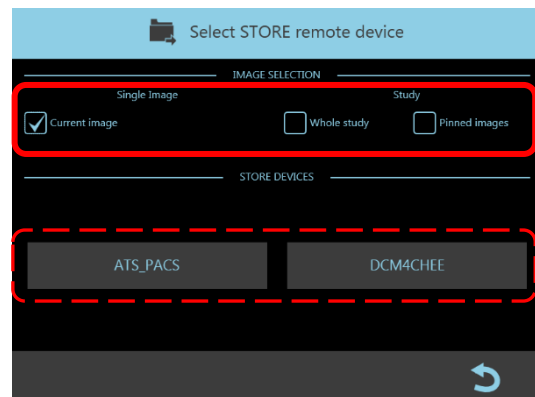 Select STORE remote device
IMAGE SELECTION
Single Image Study
Current image Whole study Pinned images
STORE DEVICES
ATS_PACS DCM4CHEE